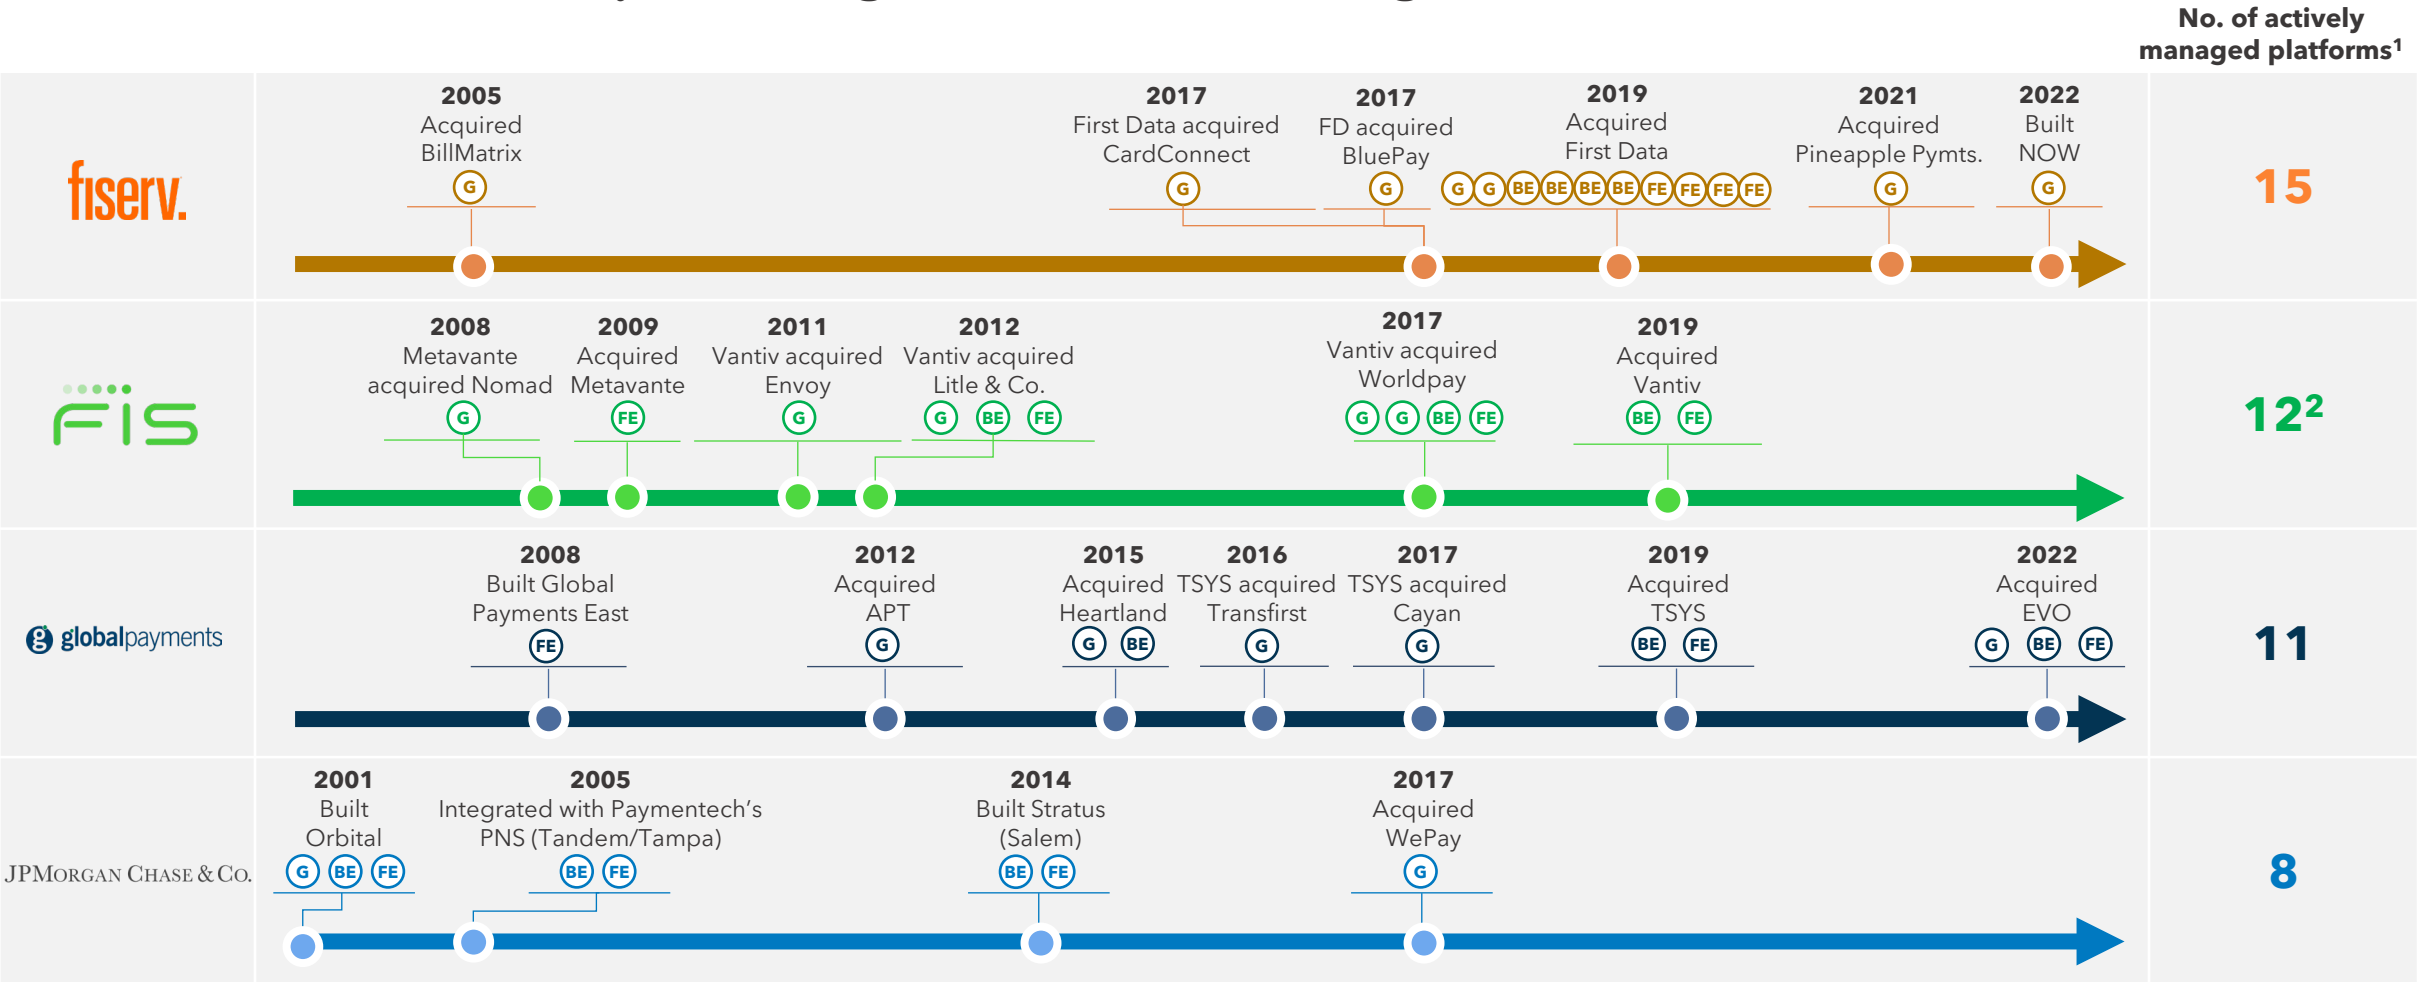 No. of actively
managed platforms¹
fiserv.
2005
Acquired
BillMatrix
G
2017
First Data acquired
CardConnect
G
2017
FD acquired
BluePay
G
2019
Acquired
First Data
G G BE BE BE BE FE FE FE FE
2021
Acquired
Pineapple Pymts.
G
2022
Built
NOW
G
15
FIS
2008
Metavante
acquired Nomad
G
2009
Acquired
Metavante
FE
2011
Vantiv acquired
Envoy
G
2012
Vantiv acquired
Litle & Co.
G BE FE
2017
Vantiv acquired
Worldpay
G G BE FE
2019
Acquired
Vantiv
BE FE
12²
g globalpayments
2008
Built Global
Payments East
FE
2012
Acquired
APT
G
2015
Acquired
Heartland
G BE
2016
TSYS acquired
Transfirst
G
2017
TSYS acquired
Cayan
G
2019
Acquired
TSYS
BE FE
2022
Acquired
EVO
G BE FE
11
JPMORGAN CHASE & CO.
2001
Built
Orbital
G BE FE
2005
Integrated with Paymentech’s
PNS (Tandem/Tampa)
BE FE
2014
Built Stratus
(Salem)
BE FE
2017
Acquired
WePay
G
8